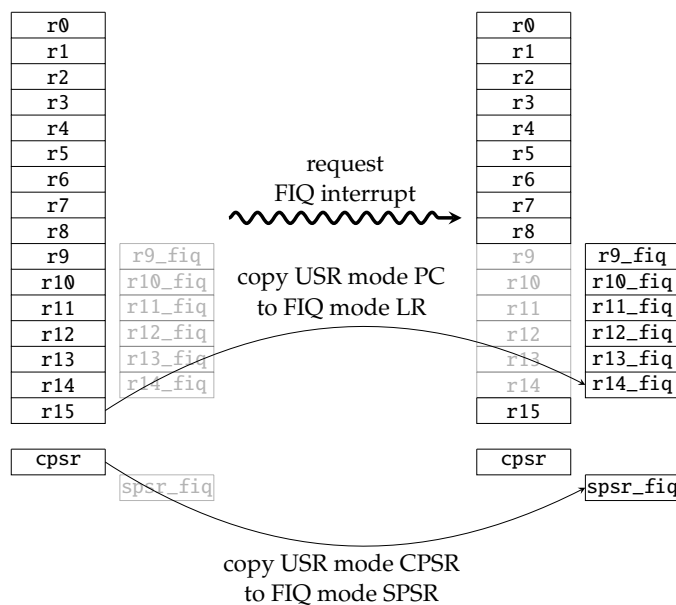 r0
r1
r2
r3
r4
r5
r6
r7
r8
r9
r10
r11
r12
r13
r14
r15
cpsr
r9_fiq
r10_fiq
r11_fiq
r12_fiq
r13_fiq
r14_fiq
spsr_fiq
request
FIQ interrupt
copy USR mode PC
to FIQ mode LR
copy USR mode CPSR
to FIQ mode SPSR
r0
r1
r2
r3
r4
r5
r6
r7
r8
r9
r10
r11
r12
r13
r14
r15
cpsr
r9_fiq
r10_fiq
r11_fiq
r12_fiq
r13_fiq
r14_fiq
spsr_fiq